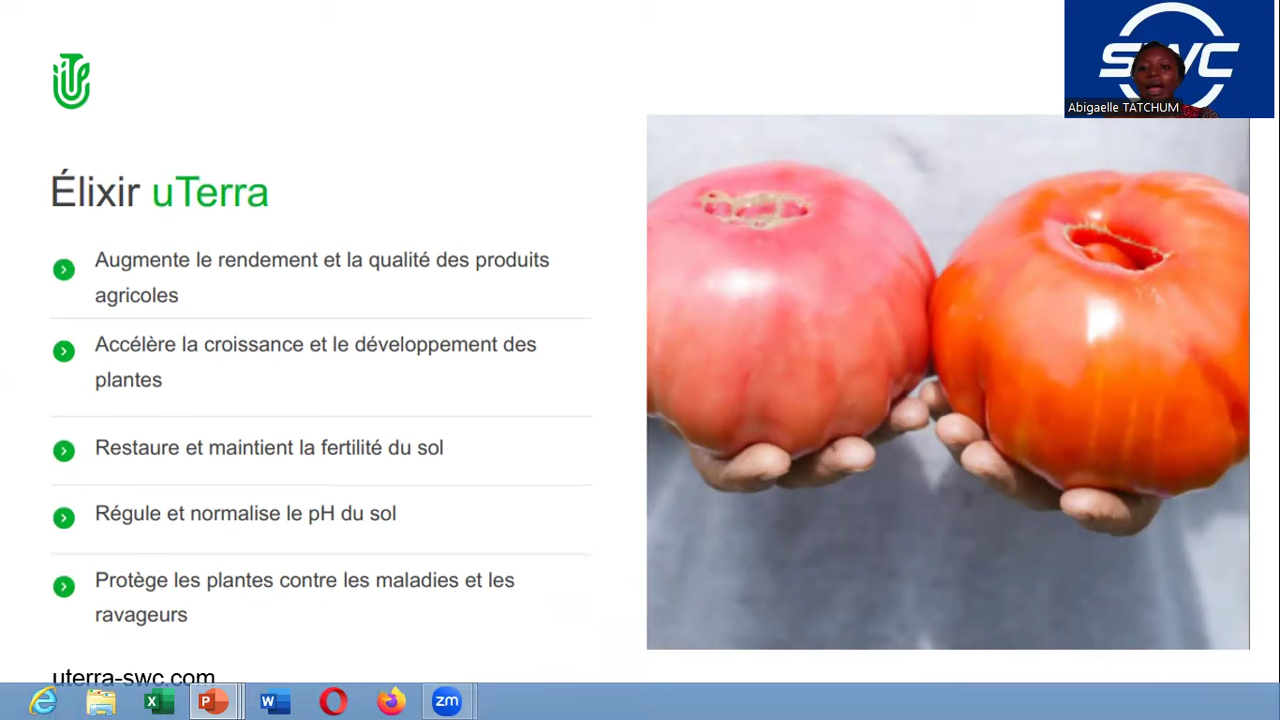 SWC
Abigaelle TATCHUM
Élixir uTerra
Augmente le rendement et la qualité des produits
agricoles
Accélère la croissance et le développement des
plantes
Restaure et maintient la fertilité du sol
Régule et normalise le pH du sol
Protège les plantes contre les maladies et les
ravageurs
uterra-swc.com
zm